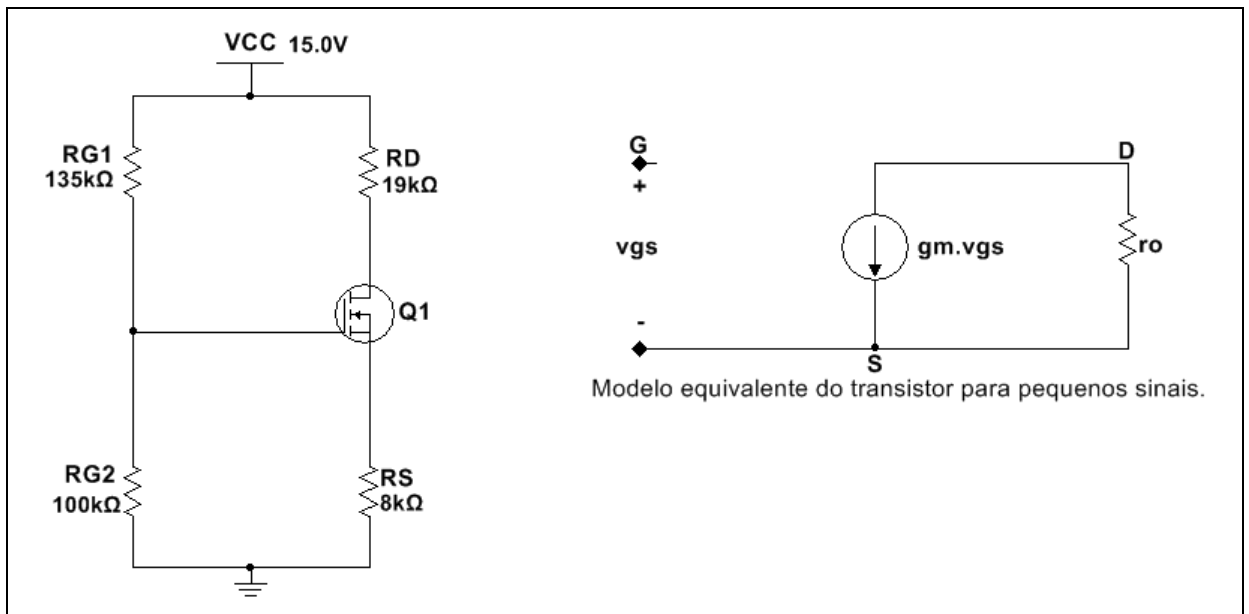 VCC 15.0V
RG1
135kΩ
RD
19kΩ
Q1
RG2
100kΩ
RS
8kΩ
G
+
vgs
-
gm.vgs
D
ro
S
Modelo equivalente do transistor para pequenos sinais.